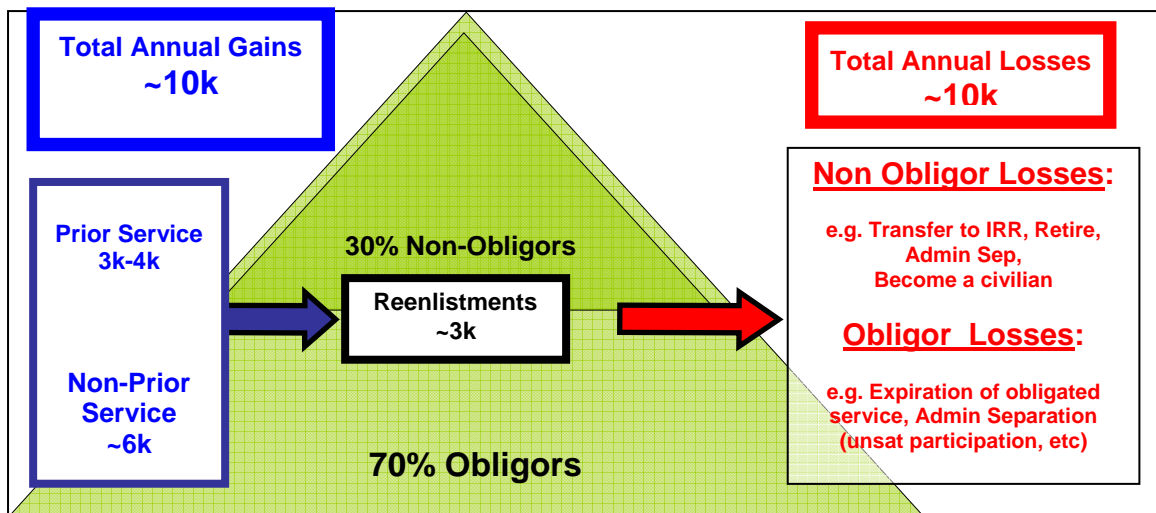 Total Annual Gains
~10k
Prior Service
3k-4k
Non-Prior
Service
~6k
30% Non-Obligors
Reenlistments
~3k
70% Obligors
Total Annual Losses
~10k
Non Obligor Losses:
e.g. Transfer to IRR, Retire,
Admin Sep,
Become a civilian
Obligor Losses:
e.g. Expiration of obligated
service, Admin Separation
(unsat participation, etc)